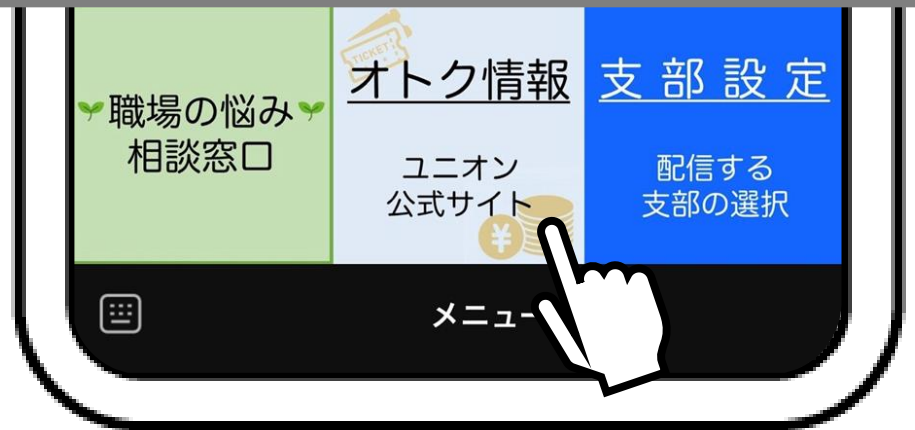 職場の悩み
相談窓口
TICKET
オトク情報
ユニオン
公式サイト
¥
支部設定
配信する
支部の選択
メニュー